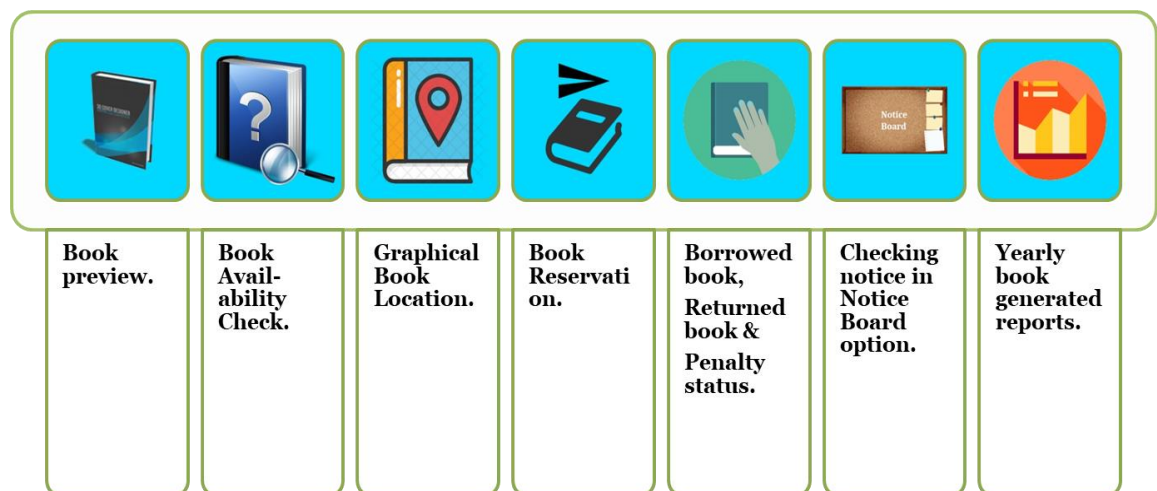 Notice
Board
Book
preview.
Book
Avail-
ability
Check.
Graphical
Book
Location.
Book
Reservati
on.
Borrowed
book,
Returned
book &
Penalty
status.
Checking
notice in
Notice
Board
option.
Yearly
book
generated
reports.